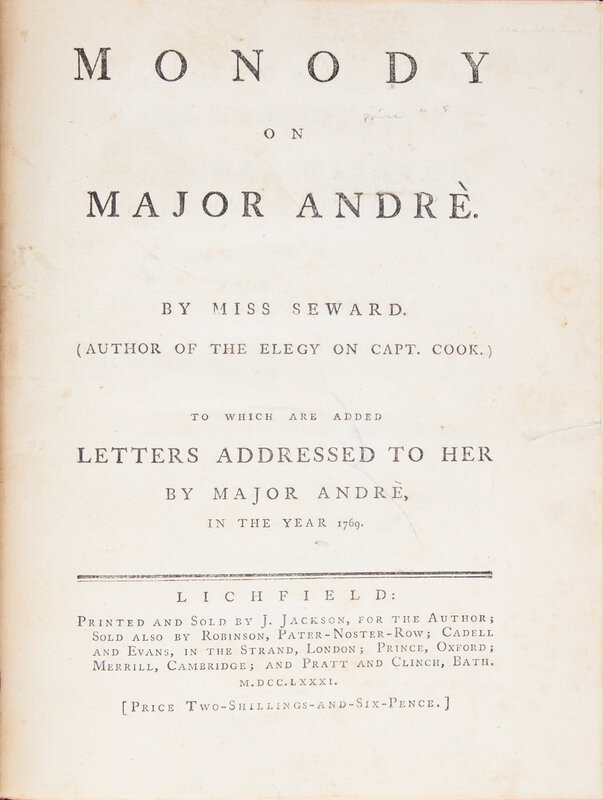 MONODY
ON
MAJOR ANDRÈ.
BY MISS SEWARD.
(AUTHOR OF THE ELEGY ON CAPT. COOK.)
TO WHICH ARE ADDED
LETTERS ADDRESSED TO HER
BY MAJOR ANDRÈ,
IN THE YEAR 1769.
LICHFIELD:
PRINTED AND SOLD BY J. JACKSON, FOR THE AUTHOR;
SOLD ALSO BY ROBINSON, PATER-NOSTER-ROW; CADELL
AND EVANS, IN THE STRAND, LONDON; PRINCE, OXFORD;
MERRILL, CAMBRIDGE; AND PRATT AND CLINCH, BATH.
M.DCC.LXXXI.
[PRICE TWO-SHILLINGS-AND-SIX-PENCE.]